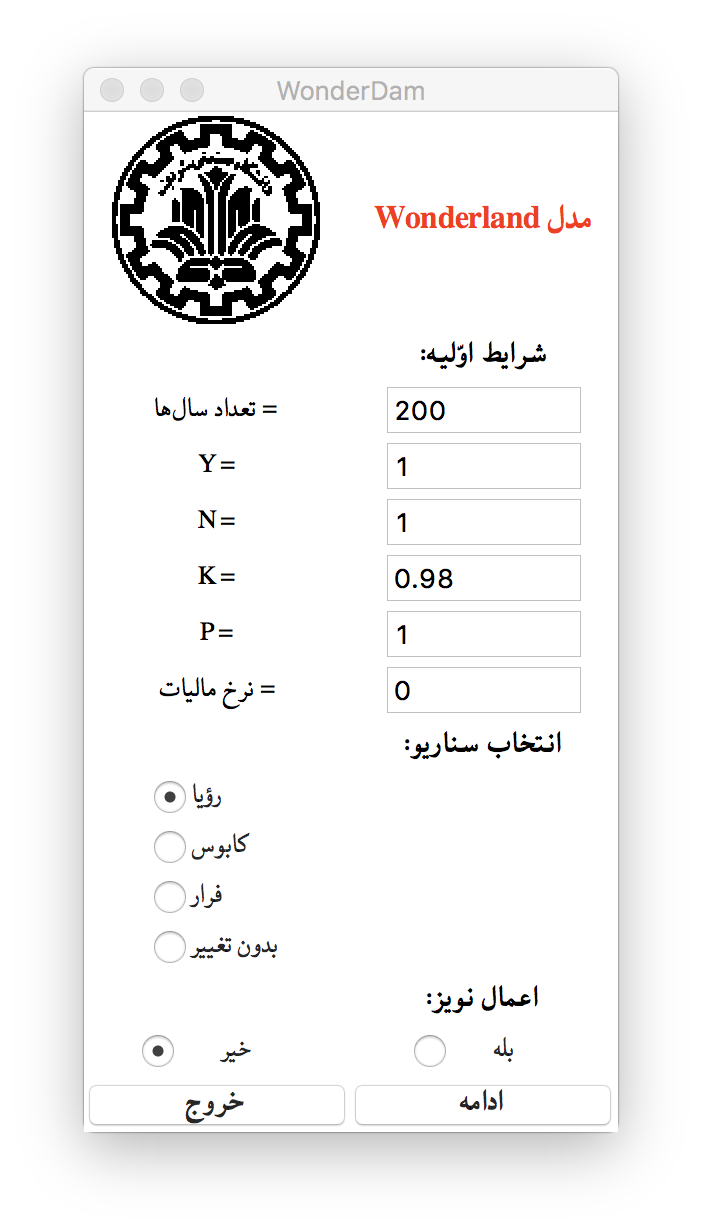 WonderDam
مدل Wonderland
شرایط اوّلیه:
تعداد سال‌ها =
200
Y =
1
N =
1
K =
0.98
P =
1
نرخ مالیات =
0
انتخاب سناریو:
رؤیا
کابوس
فرار
بدون تغییر
اعمال نویز:
بله
خیر
ادامه
خروج